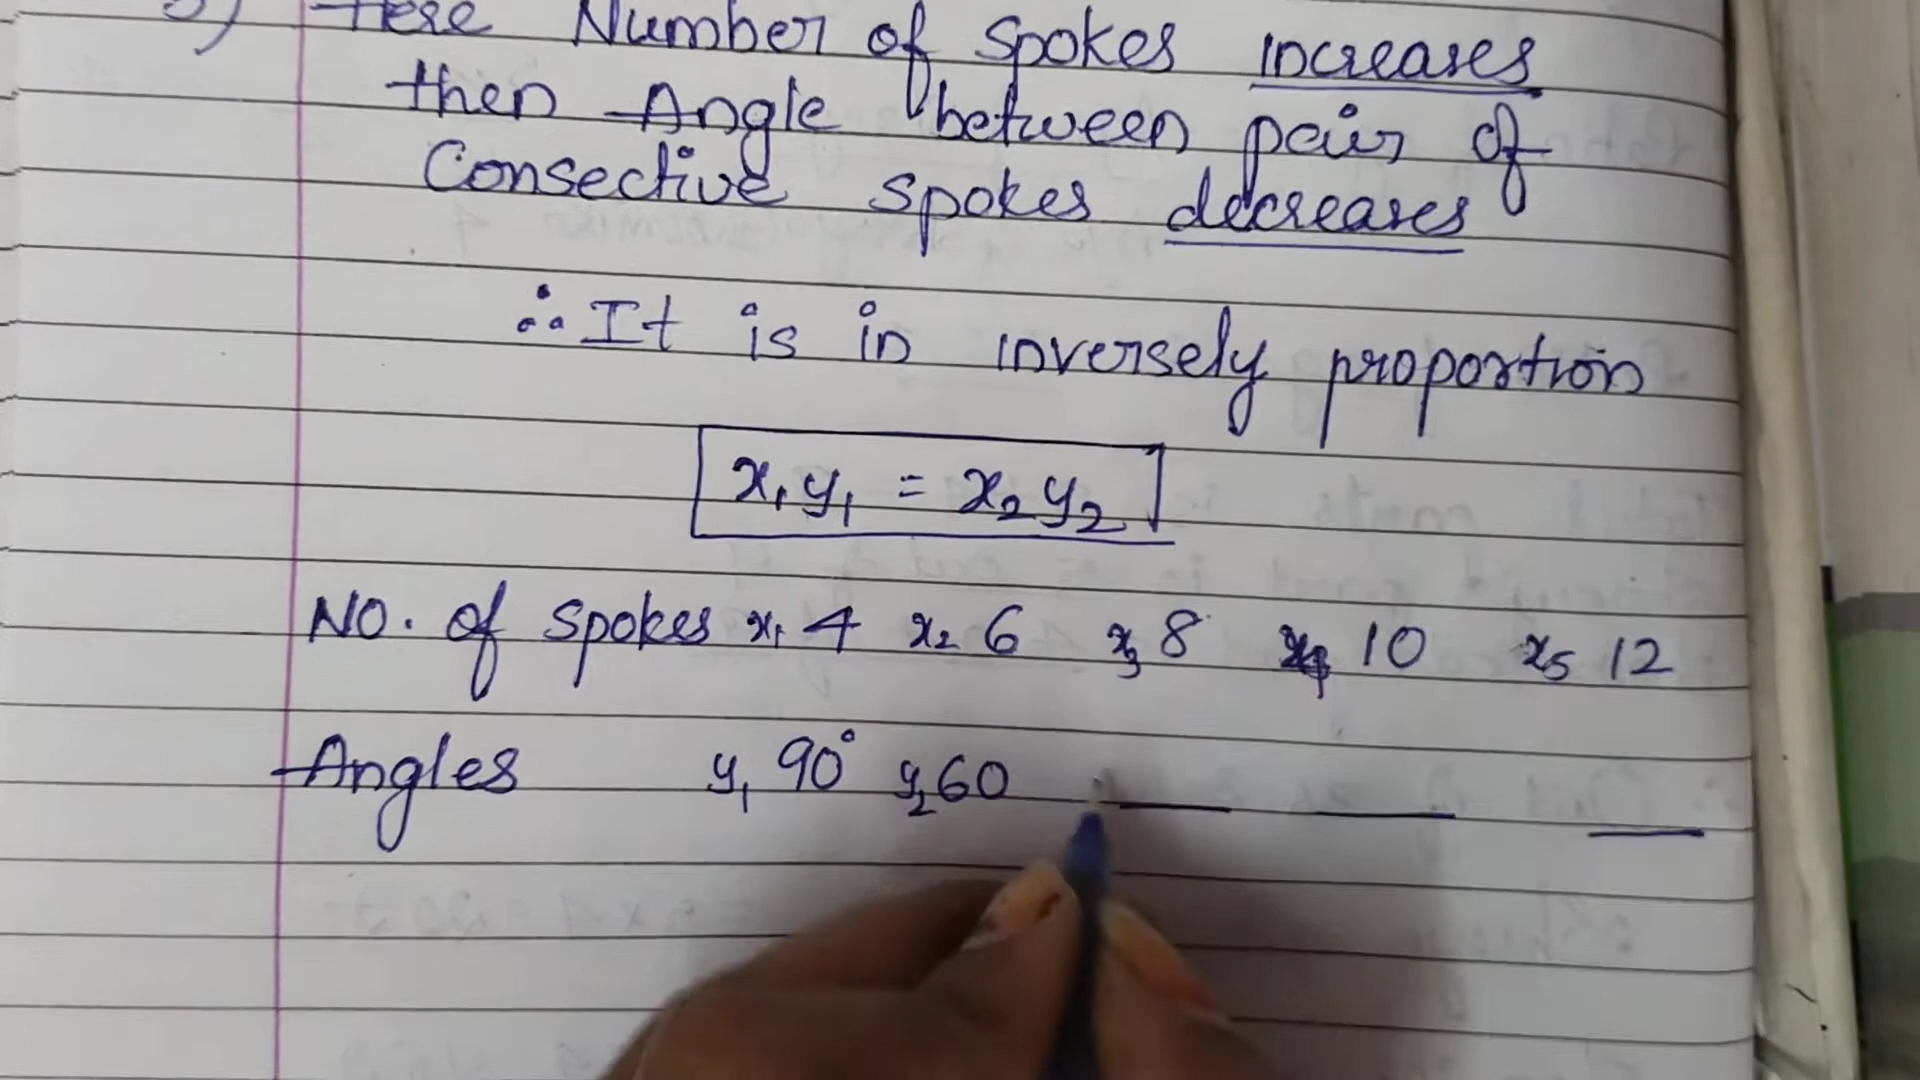 Here Number of spokes increases
then Angle between pair of
Consective spokes decreases
∴ It is in inversely proportion
x₁y₁ = x₂y₂
NO. of spokes x₁ 4 x₂ 6 x₃ 8 x₄ 10 x₅ 12
Angles y₁ 90° y₂ 60